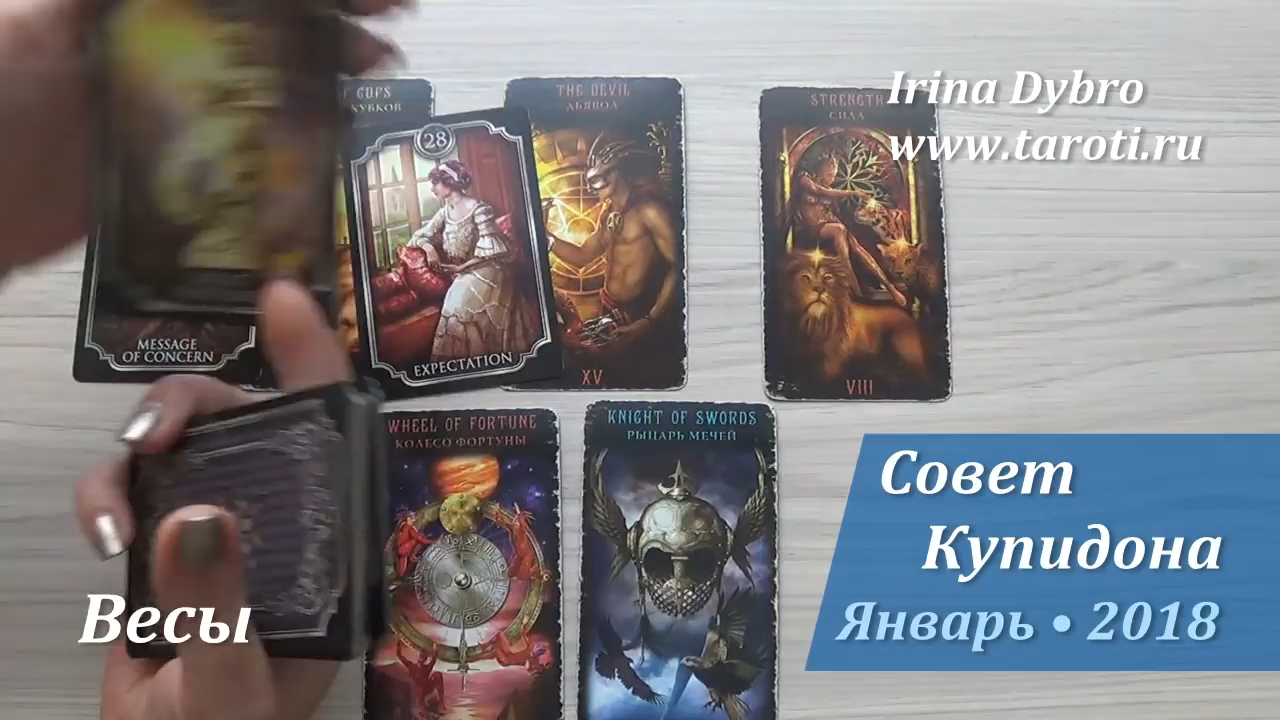 CUPS
КУБКОВ
THE DEVIL
ДЬЯВОЛ
STRENGTH
СИЛА
Irina Dybro
www.taroti.ru
28
MESSAGE
OF CONCERN
EXPECTATION
XV
VIII
WHEEL OF FORTUNE
КОЛЕСО ФОРТУНЫ
KNIGHT OF SWORDS
РЫЦАРЬ МЕЧЕЙ
Совет
Купидона
Январь • 2018
Весы